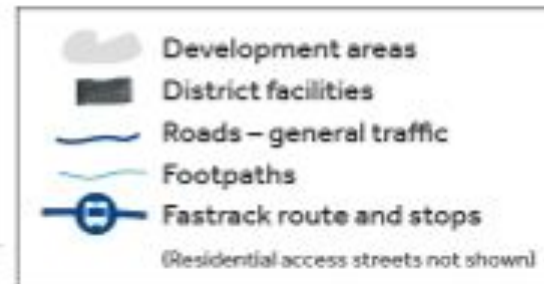 Development areas
District facilities
Roads – general traffic
Footpaths
Fastrack route and stops
(Residential access streets not shown)